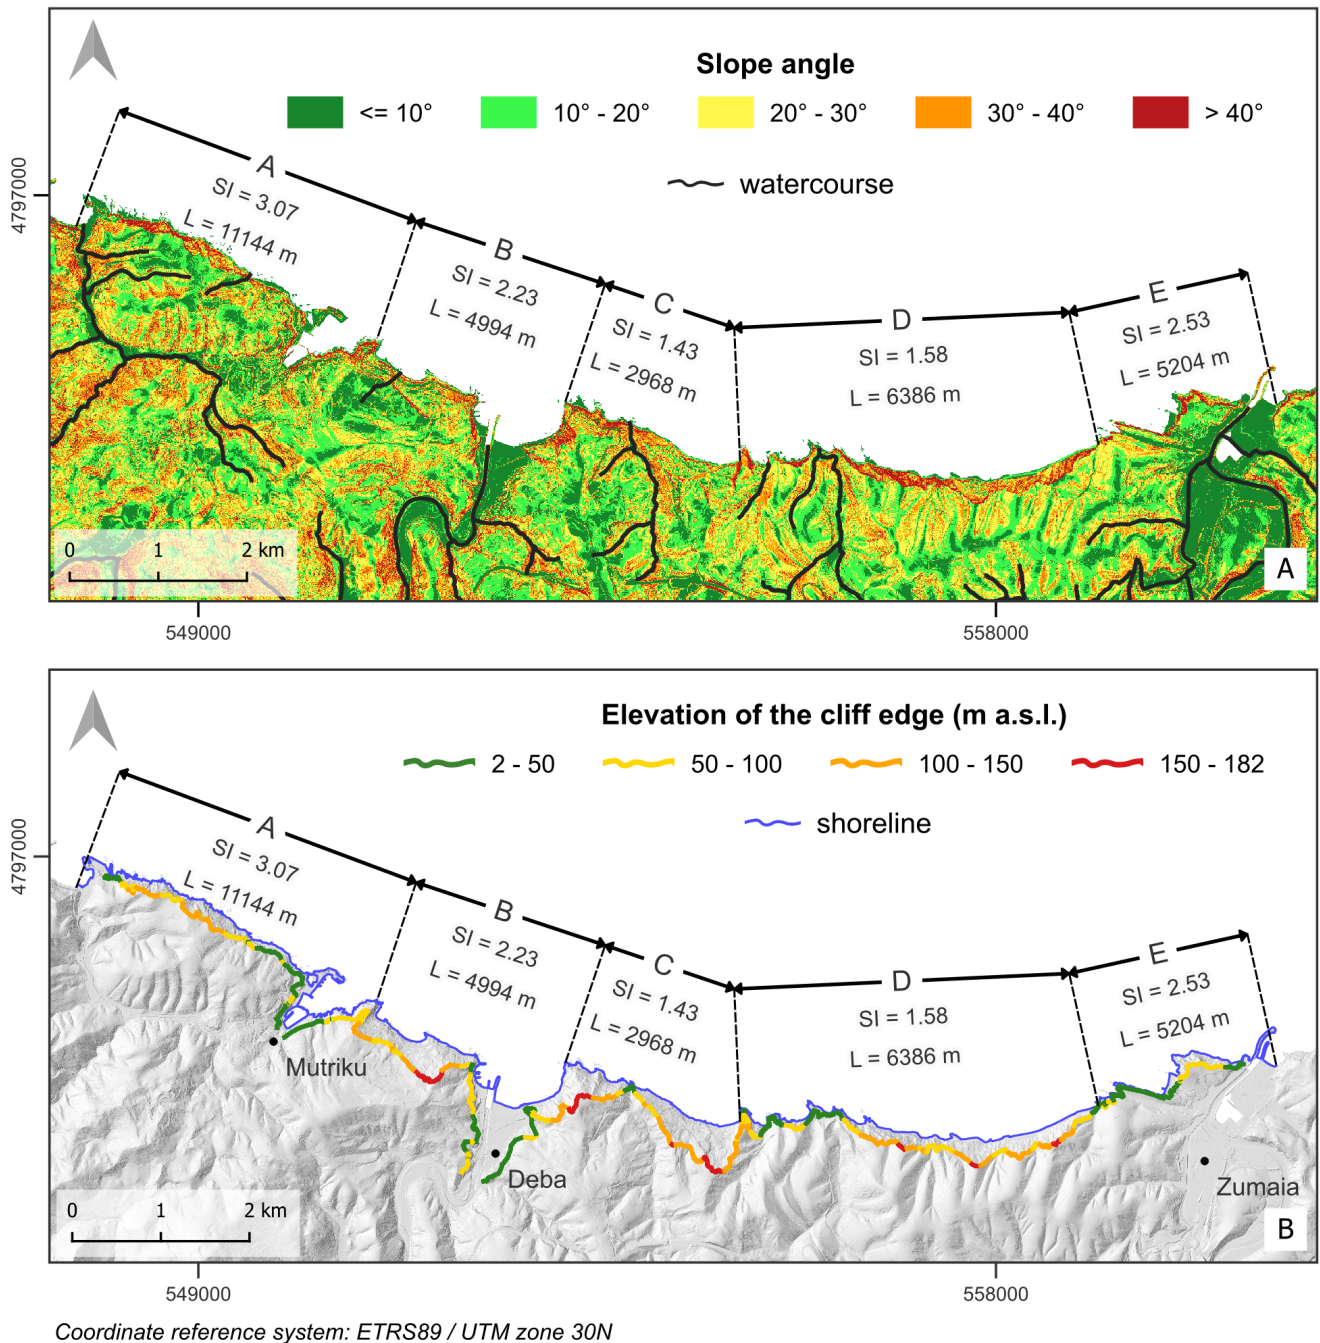 Slope angle
<= 10°
10° - 20°
20° - 30°
30° - 40°
> 40°
watercourse
4797000
A
SI = 3.07
L = 11144 m
B
SI = 2.23
L = 4994 m
C
SI = 1.43
L = 2968 m
D
SI = 1.58
L = 6386 m
E
SI = 2.53
L = 5204 m
0 1 2 km
A
549000 558000
Elevation of the cliff edge (m a.s.l.)
2 - 50
50 - 100
100 - 150
150 - 182
shoreline
4797000
A
SI = 3.07
L = 11144 m
B
SI = 2.23
L = 4994 m
C
SI = 1.43
L = 2968 m
D
SI = 1.58
L = 6386 m
E
SI = 2.53
L = 5204 m
Mutriku
Deba
Zumaia
0 1 2 km
B
549000 558000
Coordinate reference system: ETRS89 / UTM zone 30N